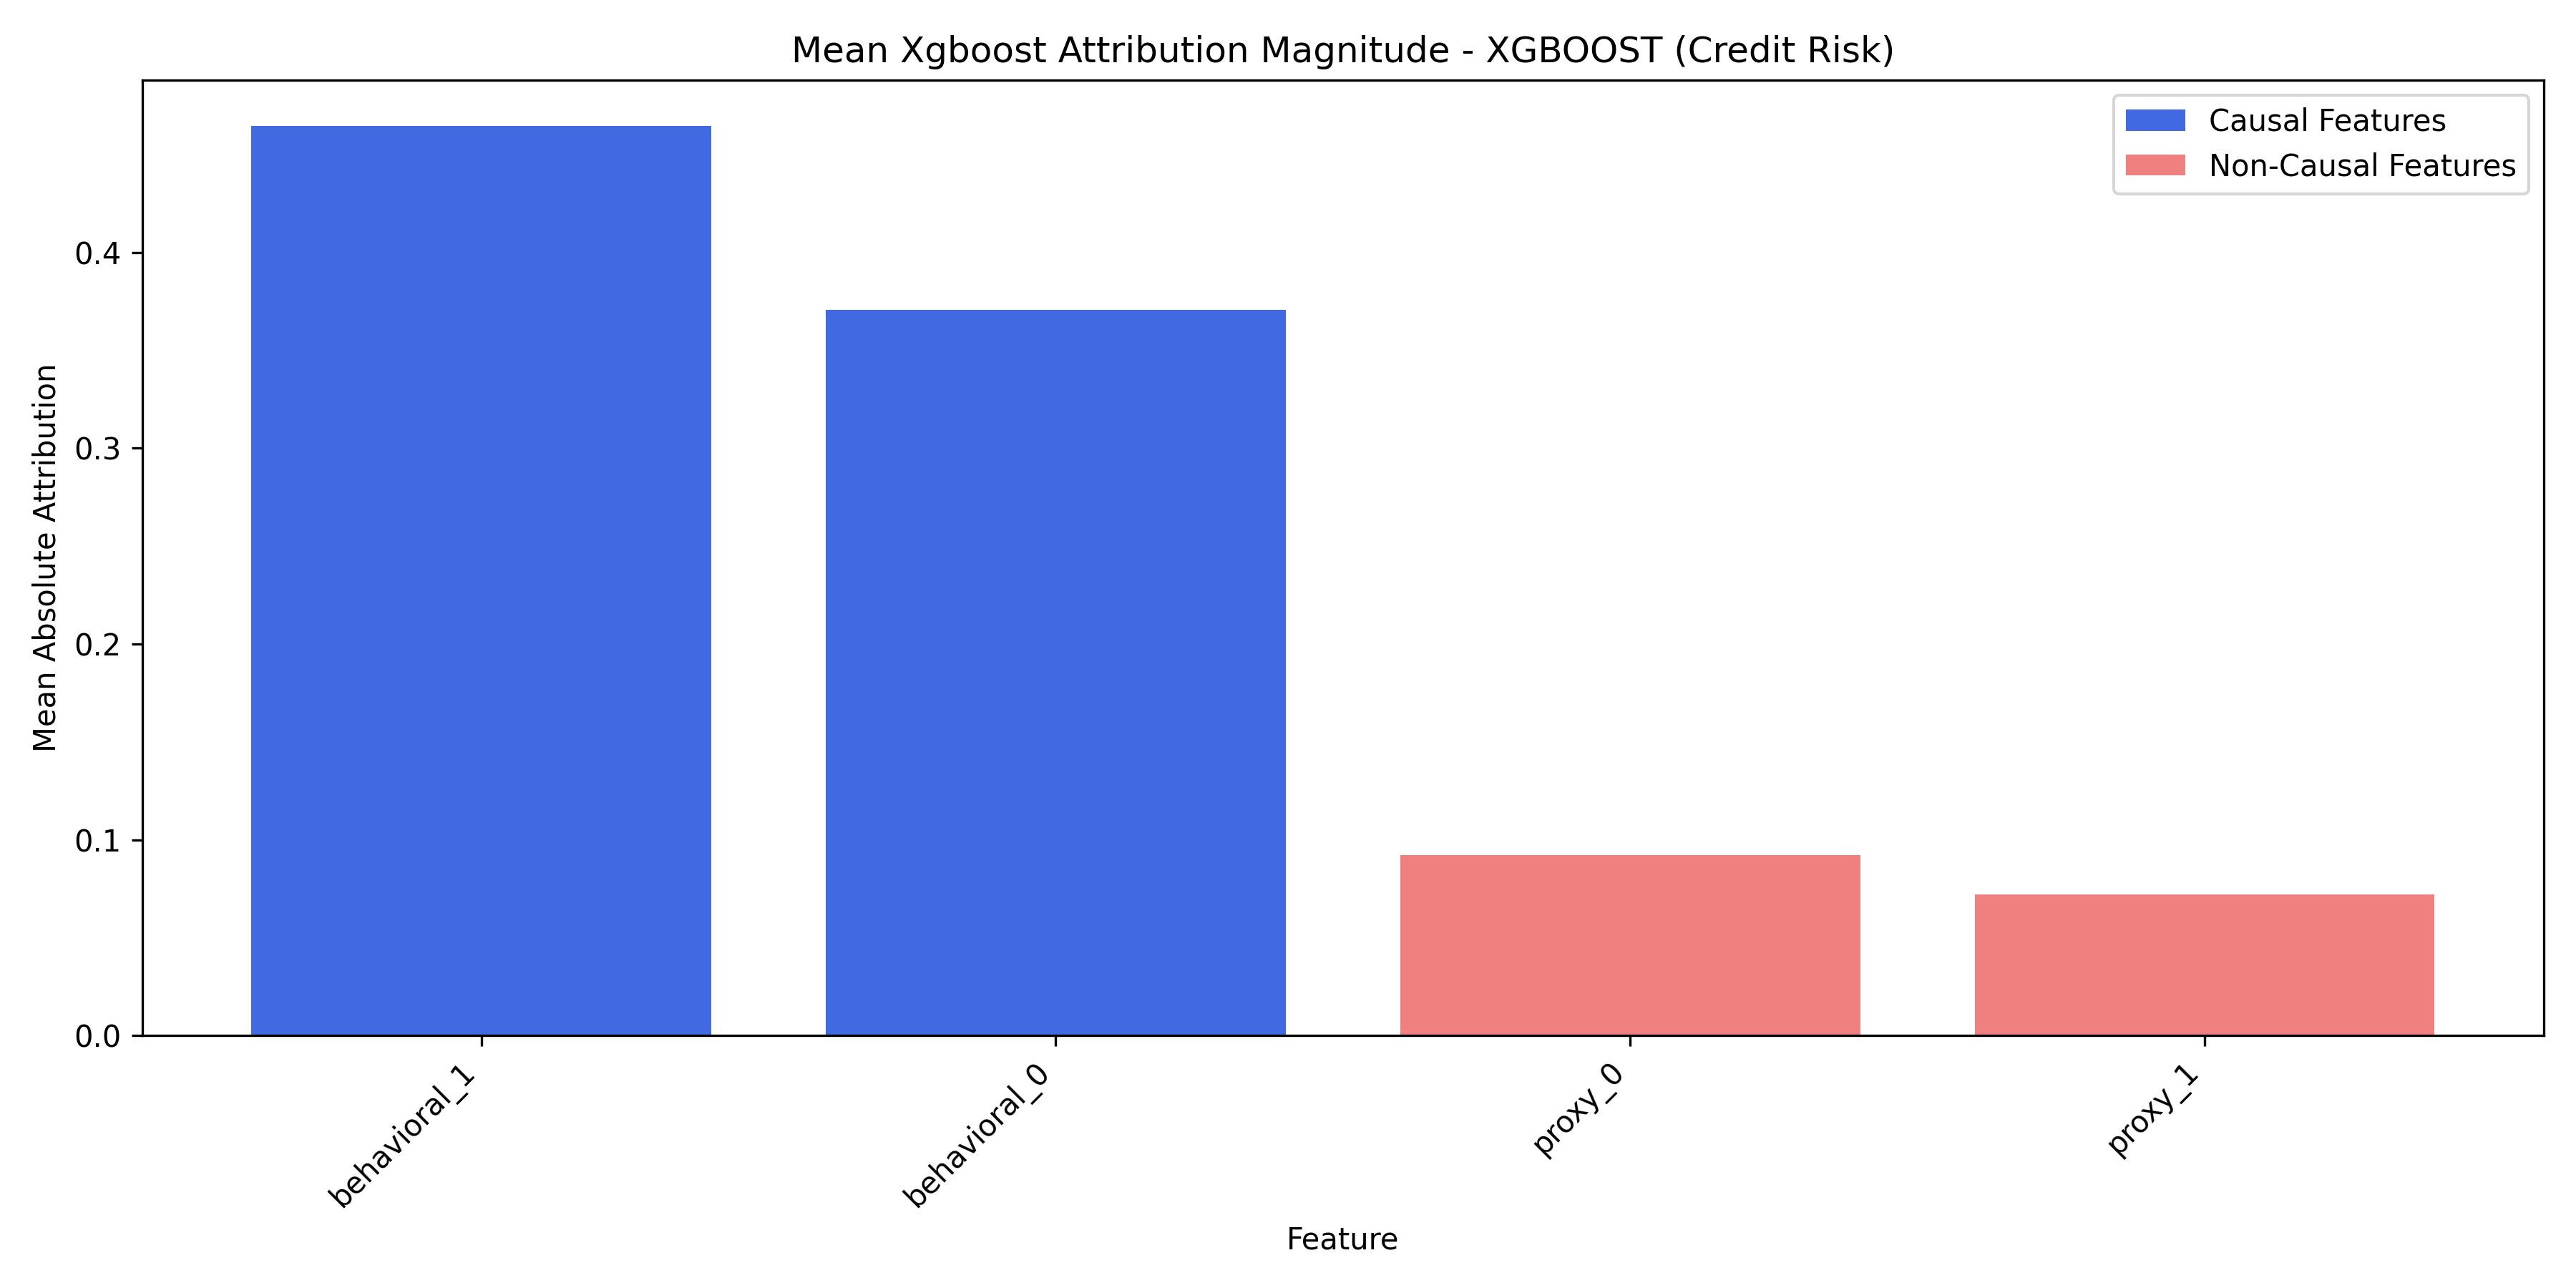 Mean Xgboost Attribution Magnitude - XGBOOST (Credit Risk)
Causal Features
Non-Causal Features
Mean Absolute Attribution
0.4
0.3
0.2
0.1
0.0
behavioral_1
behavioral_0
proxy_0
proxy_1
Feature